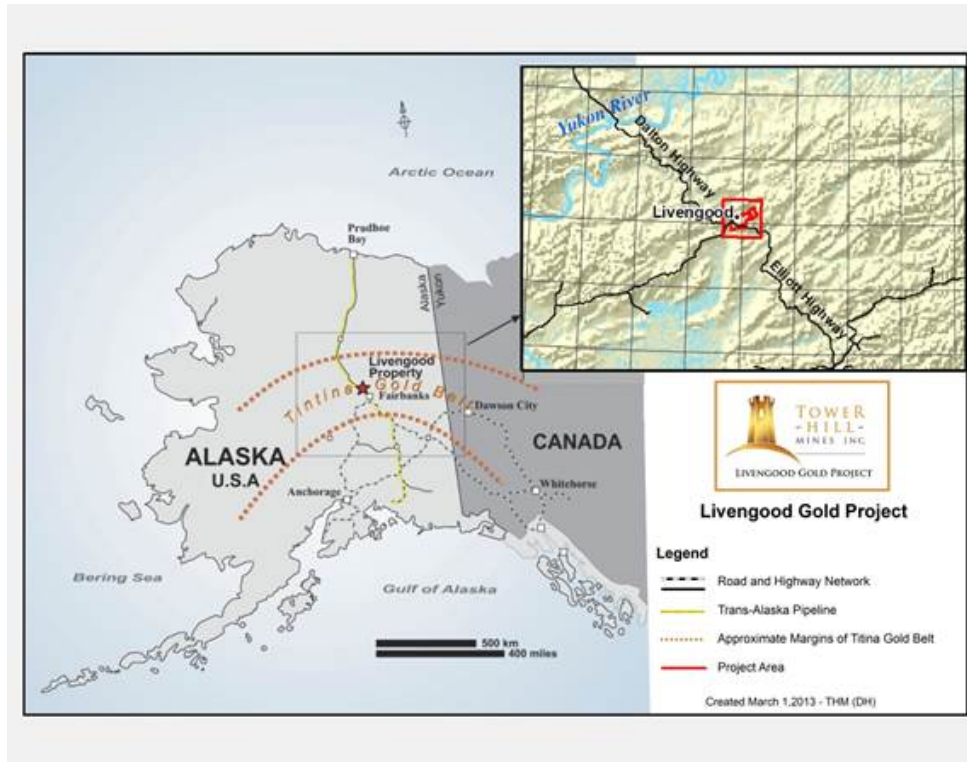 Arctic Ocean
Prudhoe
Bay
Alaska
Yukon
Livengood
Property
Tintina Gold Belt
Fairbanks
Dawson City
ALASKA
U.S.A
CANADA
Anchorage
Whitehorse
Bering Sea
Gulf of Alaska
500 km
400 miles
Yukon River
Dalton Highway
Livengood
Elliott Highway
TOWER
-HILL-
MINES INC
LIVENGOOD GOLD PROJECT
Livengood Gold Project
Legend
Road and Highway Network
Trans-Alaska Pipeline
Approximate Margins of Titina Gold Belt
Project Area
Created March 1,2013 - THM (DH)